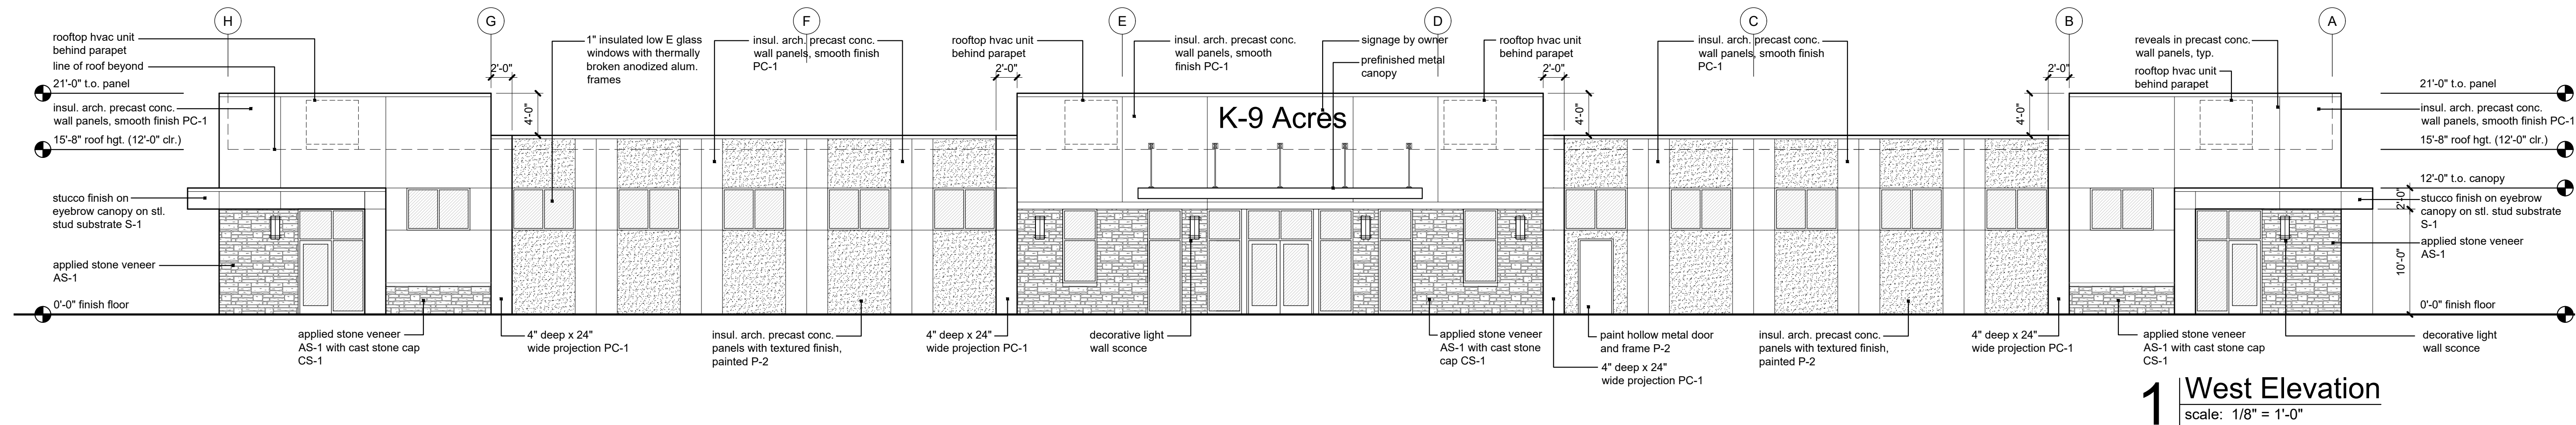 H
G
F
E
D
C
B
A
rooftop hvac unit
behind parapet
line of roof beyond
21'-0" t.o. panel
insul. arch. precast conc.
wall panels, smooth finish PC-1
15'-8" roof hgt. (12'-0" clr.)
stucco finish on
eyebrow canopy on stl.
stud substrate S-1
applied stone veneer
AS-1
0'-0" finish floor
2'-0"
4'-0"
1" insulated low E glass
windows with thermally
broken anodized alum.
frames
insul. arch. precast conc.
wall panels, smooth finish
PC-1
rooftop hvac unit
behind parapet
2'-0"
insul. arch. precast conc.
wall panels, smooth
finish PC-1
signage by owner
prefinished metal
canopy
K-9 Acres
rooftop hvac unit
behind parapet
2'-0"
4'-0"
insul. arch. precast conc.
wall panels, smooth finish
PC-1
2'-0"
4'-0"
reveals in precast conc.
wall panels, typ.
rooftop hvac unit
behind parapet
21'-0" t.o. panel
insul. arch. precast conc.
wall panels, smooth finish PC-1
15'-8" roof hgt. (12'-0" clr.)
12'-0" t.o. canopy
2'-0"
stucco finish on eyebrow
canopy on stl. stud substrate
S-1
applied stone veneer
AS-1
10'-0"
0'-0" finish floor
applied stone veneer
AS-1 with cast stone cap
CS-1
4" deep x 24"
wide projection PC-1
insul. arch. precast conc.
panels with textured finish,
painted P-2
4" deep x 24"
wide projection PC-1
decorative light
wall sconce
applied stone veneer
AS-1 with cast stone
cap CS-1
paint hollow metal door
and frame P-2
4" deep x 24"
wide projection PC-1
insul. arch. precast conc.
panels with textured finish,
painted P-2
4" deep x 24"
wide projection PC-1
applied stone veneer
AS-1 with cast stone cap
CS-1
decorative light
wall sconce
1
West Elevation
scale: 1/8" = 1'-0"